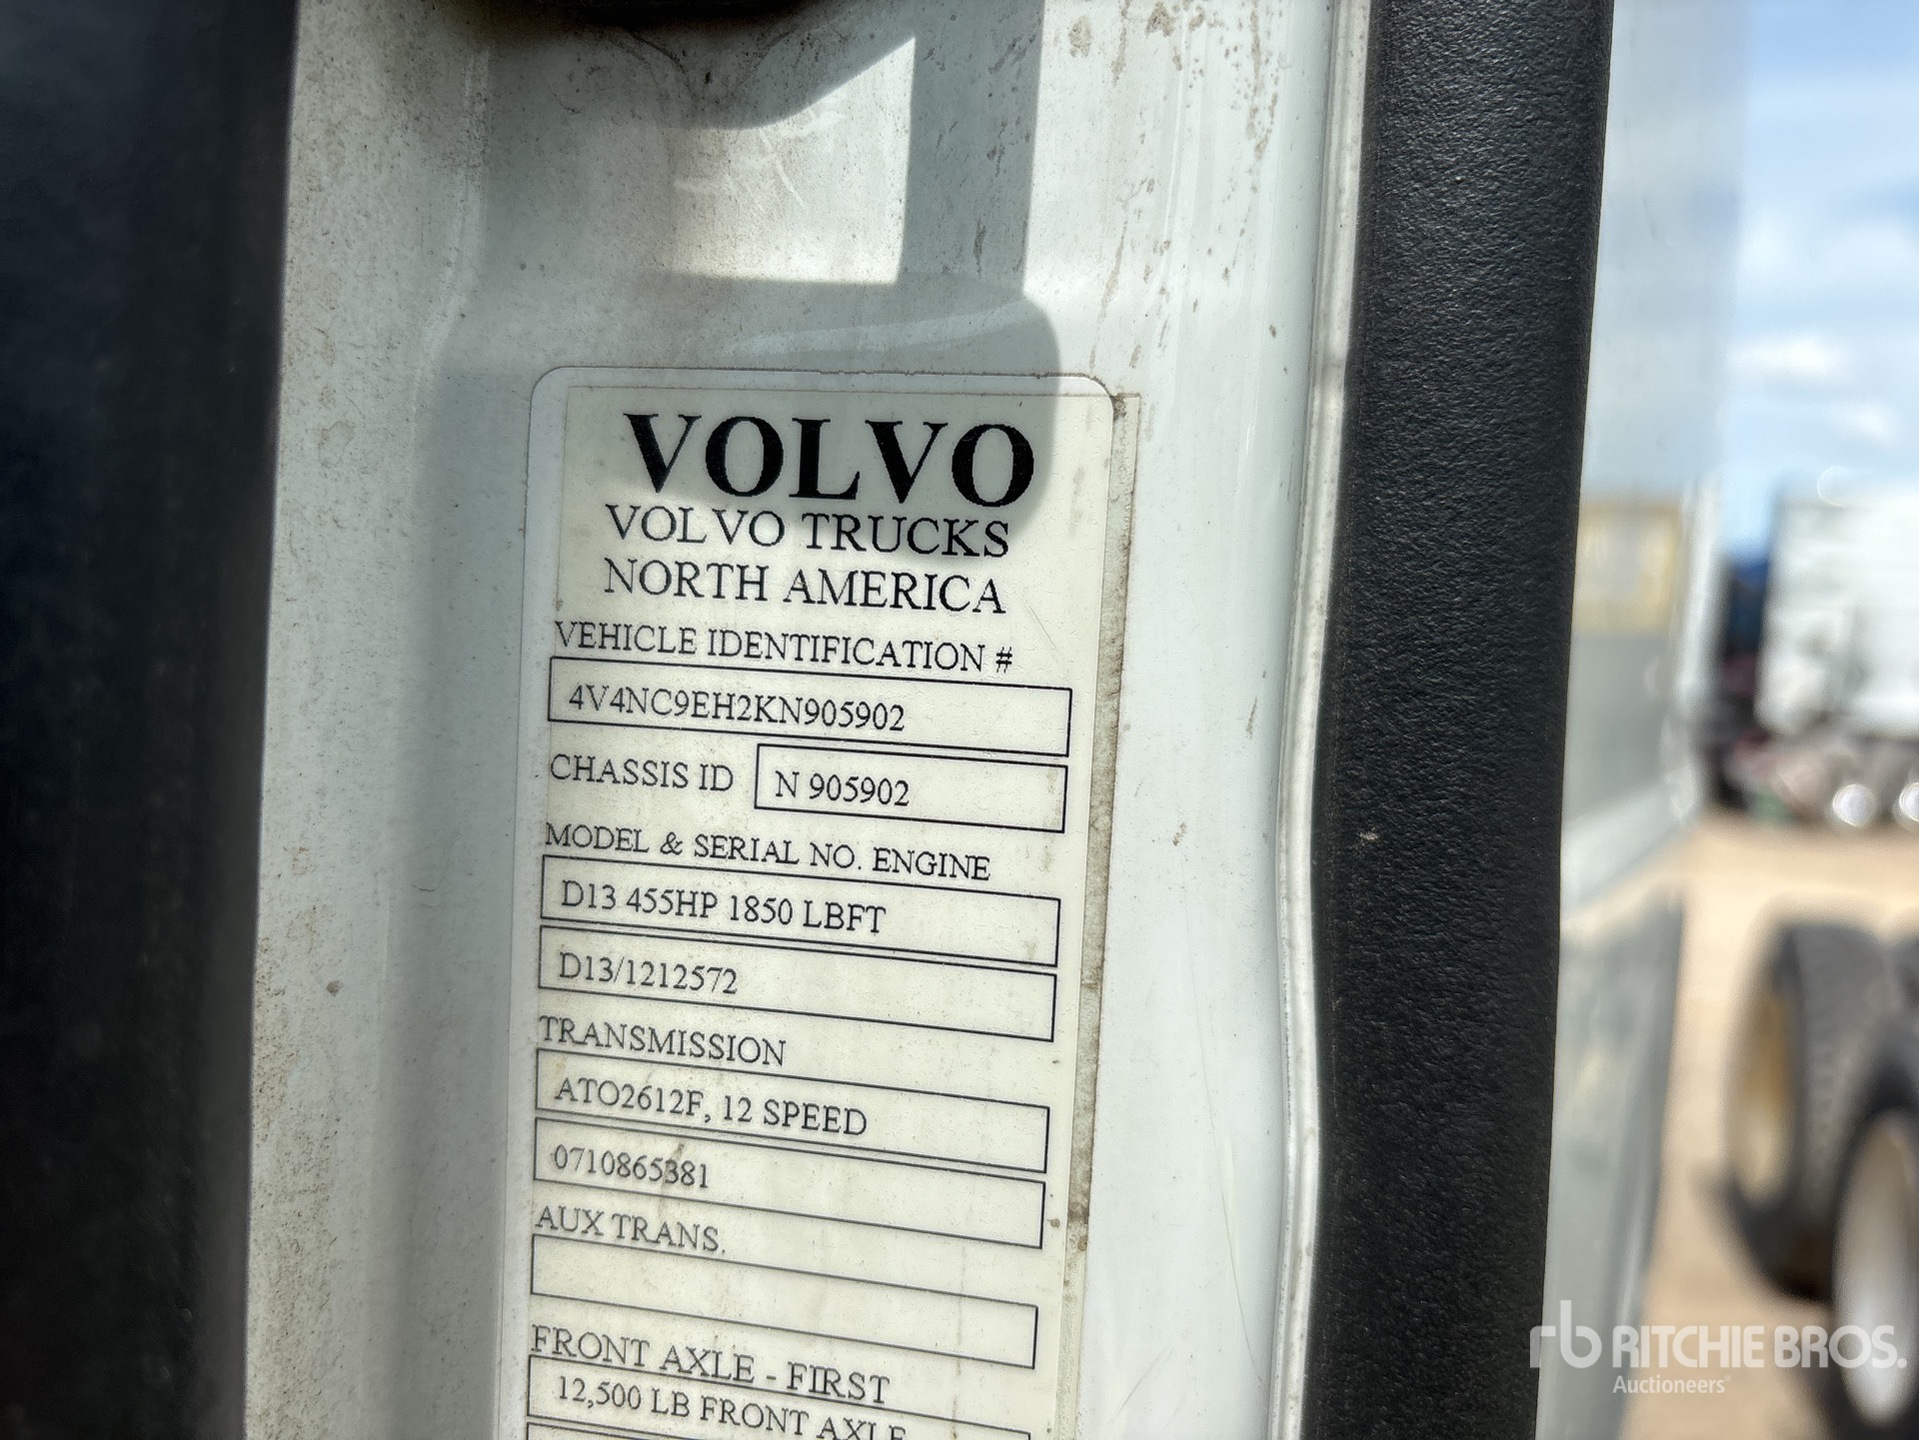 VOLVO
VOLVO TRUCKS
NORTH AMERICA
VEHICLE IDENTIFICATION #
4V4NC9EH2KN905902
CHASSIS ID N 905902
MODEL & SERIAL NO. ENGINE
D13 455HP 1850 LBFT
D13/1212572
TRANSMISSION
ATO2612F, 12 SPEED
0710865381
AUX TRANS.
FRONT AXLE - FIRST
12,500 LB FRONT AXLE
rb RITCHIE BROS.
Auctioneers